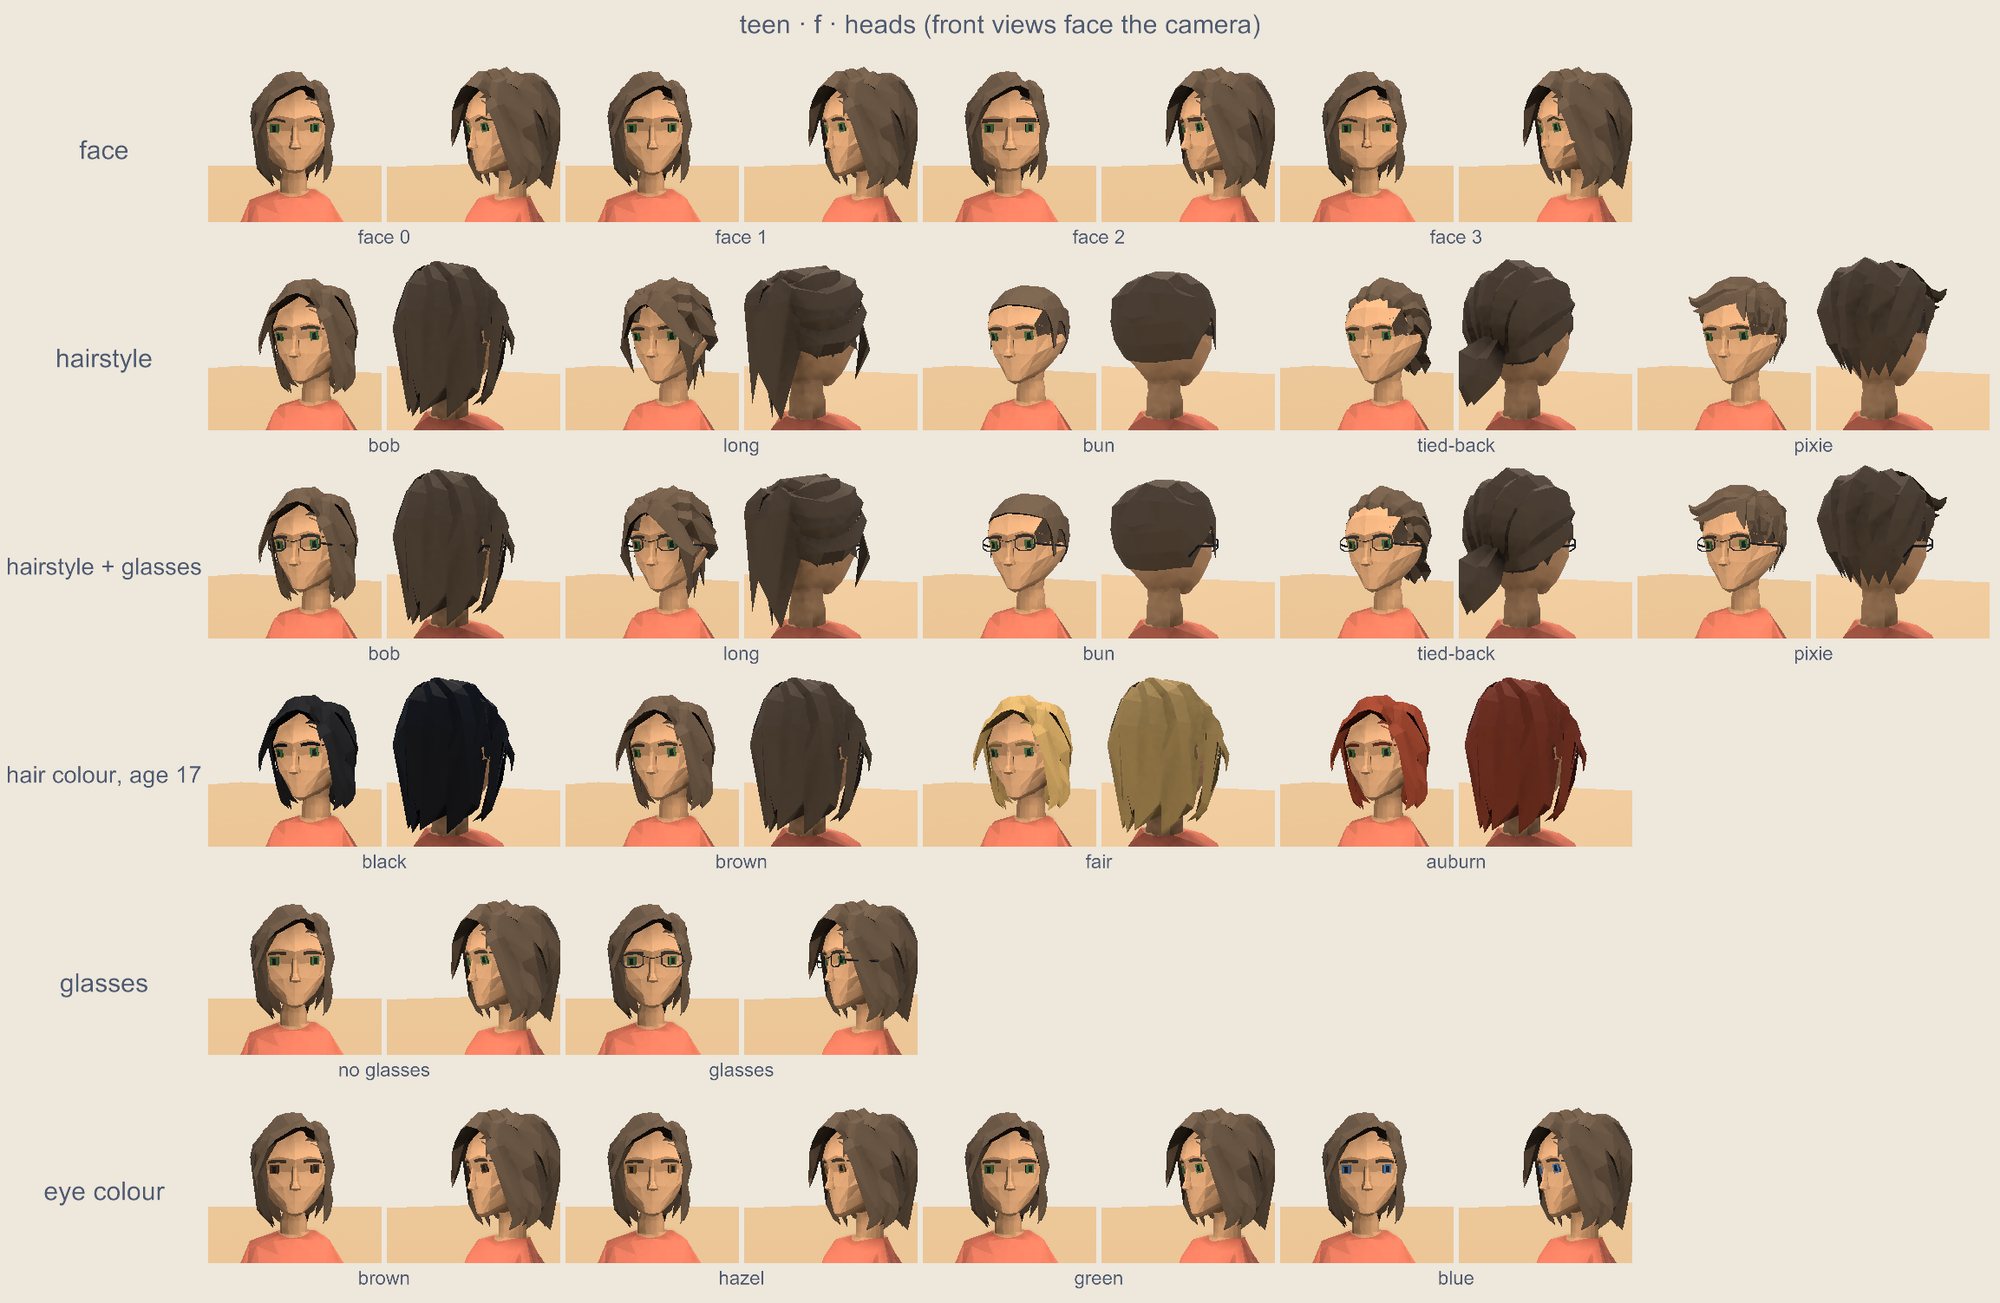 teen · f · heads (front views face the camera)
face
face 0
face 1
face 2
face 3
hairstyle
bob
long
bun
tied-back
pixie
hairstyle + glasses
bob
long
bun
tied-back
pixie
hair colour, age 17
black
brown
fair
auburn
glasses
no glasses
glasses
eye colour
brown
hazel
green
blue